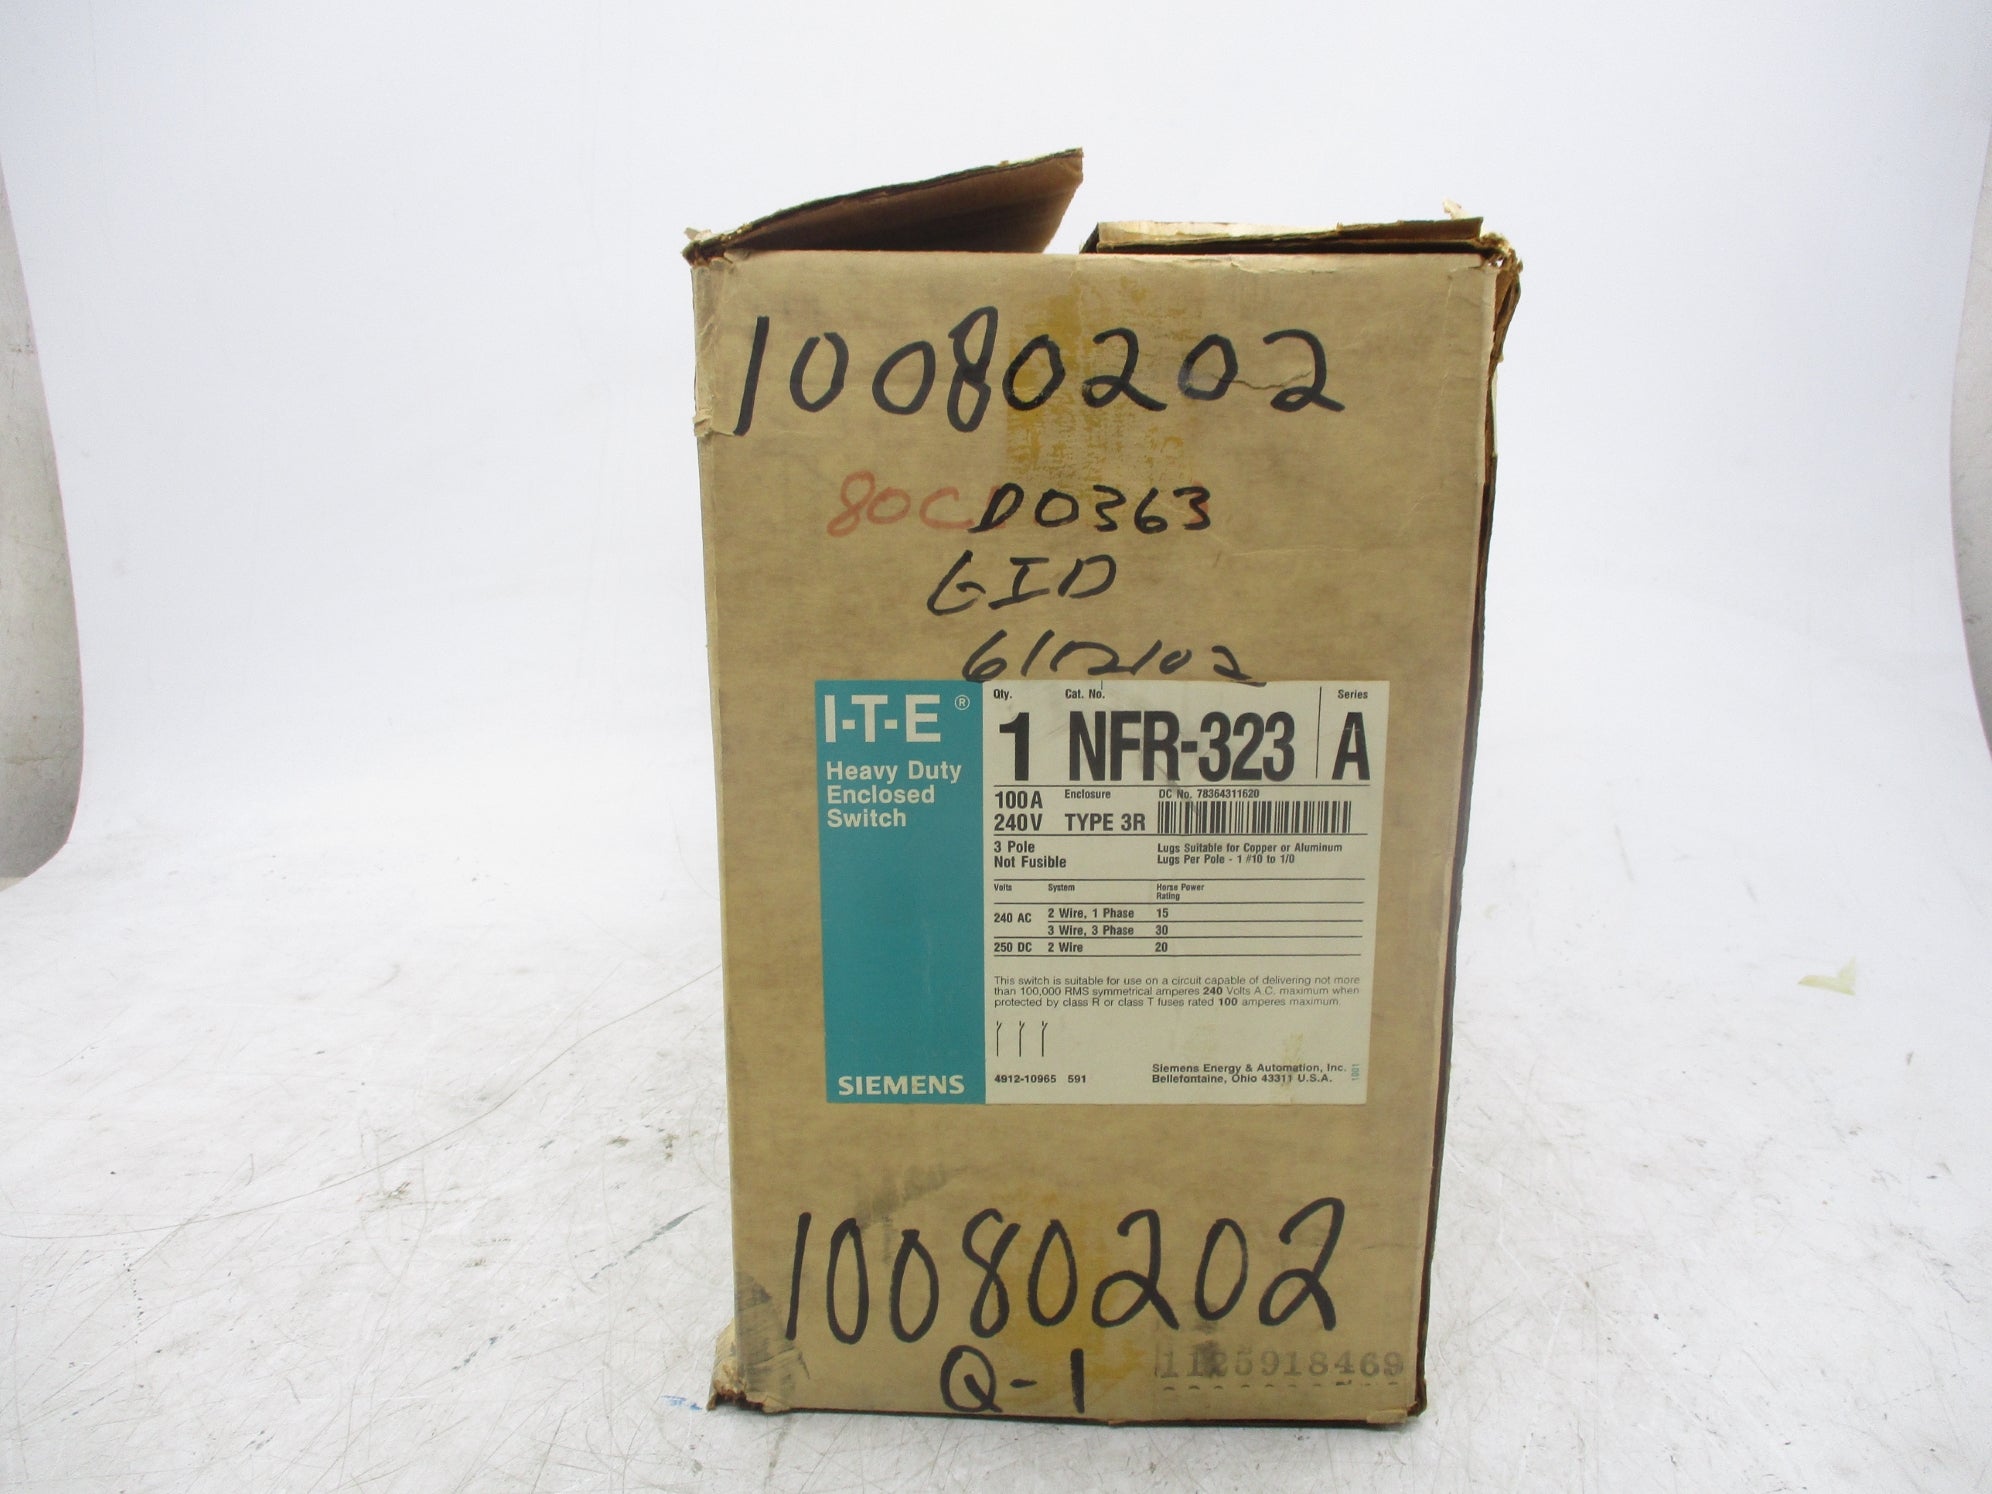 10080202
80C D0363
GID
6/12/02
I-T-E ®
Heavy Duty
Enclosed
Switch
SIEMENS
Qty. Cat. No. Series
1 NFR-323 A
100A Enclosure DC No. 78364311620
240V TYPE 3R
3 Pole Lugs Suitable for Copper or Aluminum
Not Fusible Lugs Per Pole - 1 #10 to 1/0
Volts System Horse Power
Rating
240 AC 2 Wire, 1 Phase 15
3 Wire, 3 Phase 30
250 DC 2 Wire 20
This switch is suitable for use on a circuit capable of delivering not more
than 100,000 RMS symmetrical amperes 240 Volts A.C. maximum when
protected by class R or class T fuses rated 100 amperes maximum.
4912-10965 591
Siemens Energy & Automation, Inc.
Bellefontaine, Ohio 43311 U.S.A.
1001
10080202
Q-1
1125918469